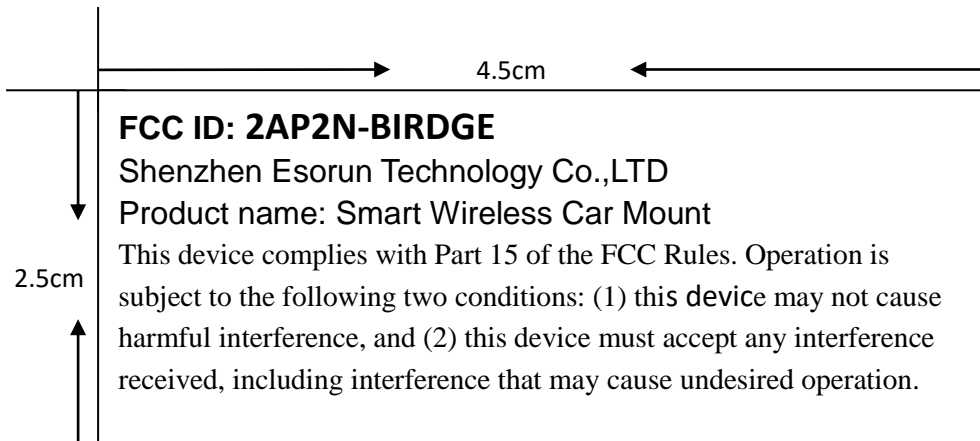 4.5cm
FCC ID: 2AP2N-BIRDGE
Shenzhen Esorun Technology Co.,LTD
Product name: Smart Wireless Car Mount
This device complies with Part 15 of the FCC Rules. Operation is
2.5cm
subject to the following two conditions: (1) this device may not cause
harmful interference, and (2) this device must accept any interference
received, including interference that may cause undesired operation.